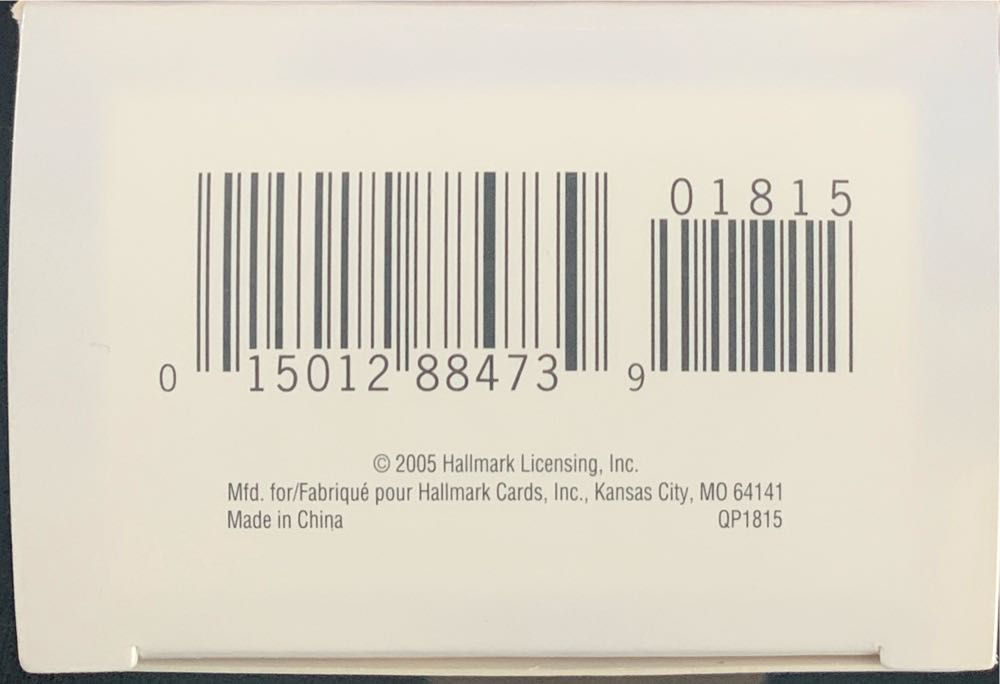 01815
0 15012 88473 9
© 2005 Hallmark Licensing, Inc.
Mfd. for/Fabriqué pour Hallmark Cards, Inc., Kansas City, MO 64141
Made in China QP1815